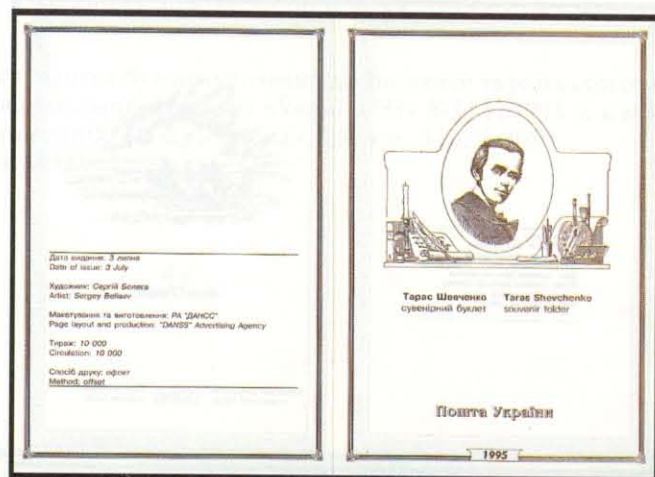 Дата видання: 3 липня
Date of issue: 3 July
Художник: Сергій Бєляєв
Artist: Sergey Beliaev
Макетування та виготовлення: РА "ДАНСС"
Page layout and production: "DANSS" Advertising Agency
Тираж: 10 000
Circulation: 10 000
Спосіб друку: офсет
Method: offset
Тарас Шевченко
сувенірний буклет
Taras Shevchenko
souvenir folder
Пошта України
1995